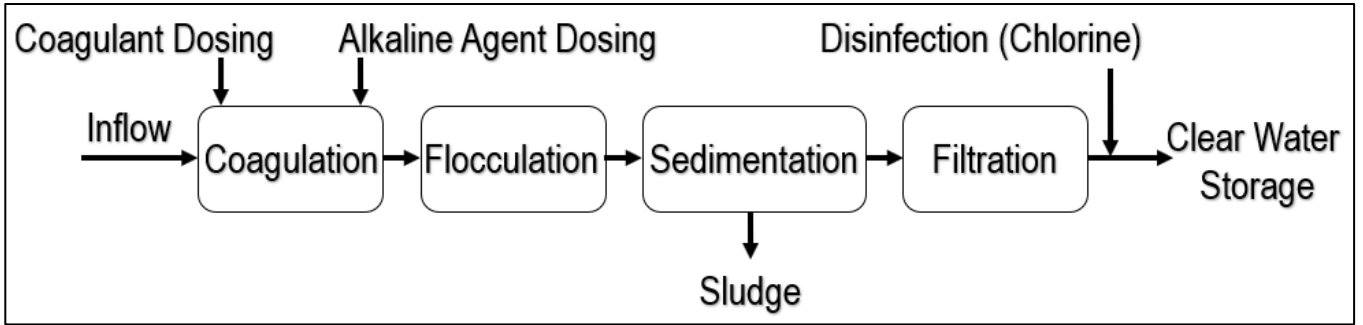 Coagulant Dosing
Alkaline Agent Dosing
Disinfection (Chlorine)
Inflow
Coagulation
Flocculation
Sedimentation
Filtration
Clear Water
Storage
Sludge